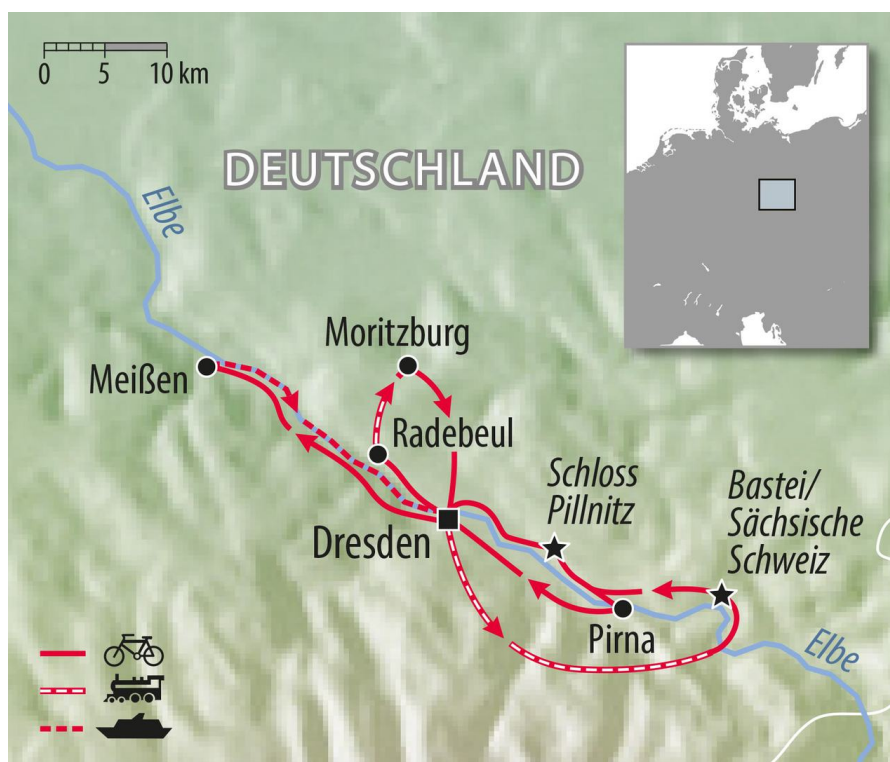 0 5 10 km
DEUTSCHLAND
Elbe
Moritzburg
Meißen
Radebeul
Schloss
Pillnitz
Bastei/
Sächsische
Schweiz
Dresden
Pirna
Elbe